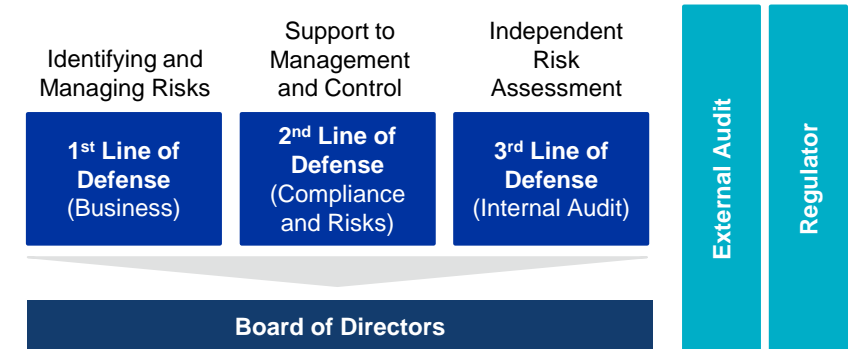 Identifying and
Managing Risks
Support to
Management
and Control
Independent
Risk
Assessment
1st Line of
Defense
(Business)
2nd Line of
Defense
(Compliance
and Risks)
3rd Line of
Defense
(Internal Audit)
Board of Directors
External Audit
Regulator